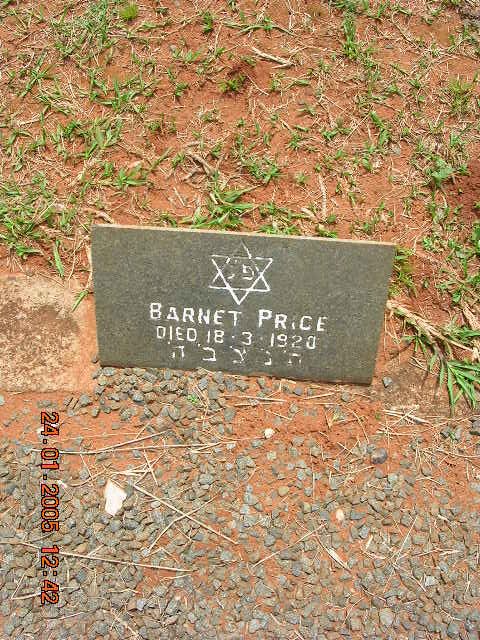 פ נ
BARNET PRICE
DIED 18·3·1920
ת נ צ ב ה
24.01.2005 12:42